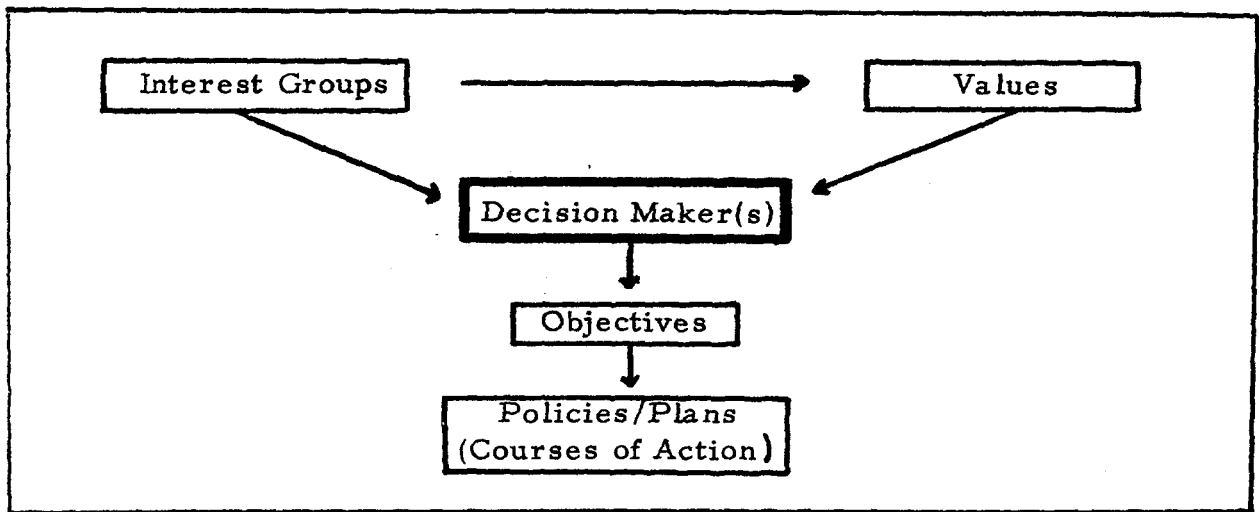 Interest Groups
Values
Decision Maker(s)
Objectives
Policies/Plans
(Courses of Action)